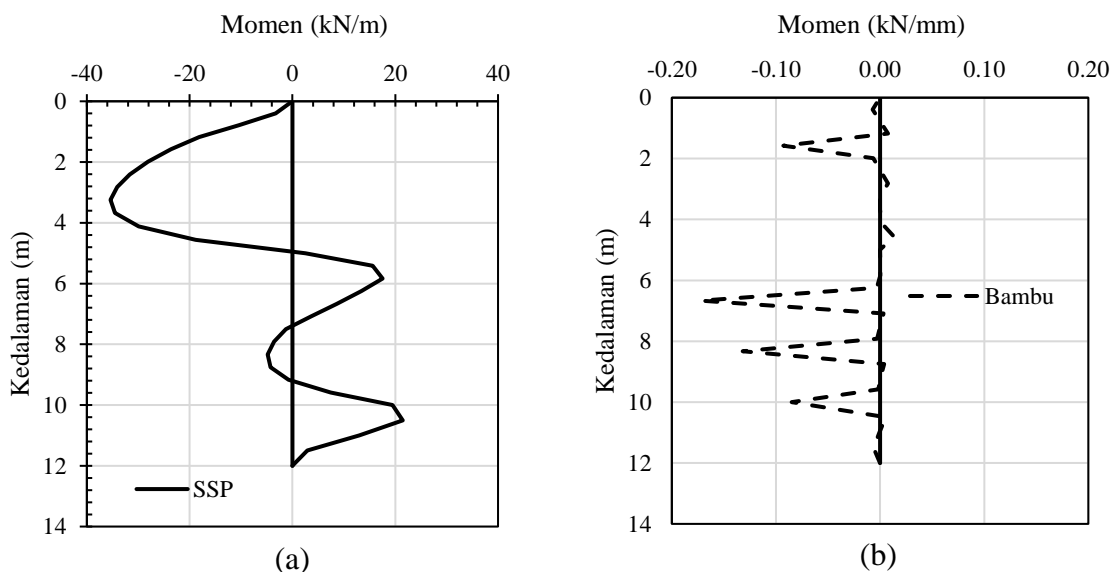 Momen (kN/m)
-40 -20 0 20 40
0
2
4
6
8
10
12
14
Kedalaman (m)
SSP
(a)
Momen (kN/mm)
-0.20 -0.10 0.00 0.10 0.20
0
2
4
6
8
10
12
14
Kedalaman (m)
Bambu
(b)